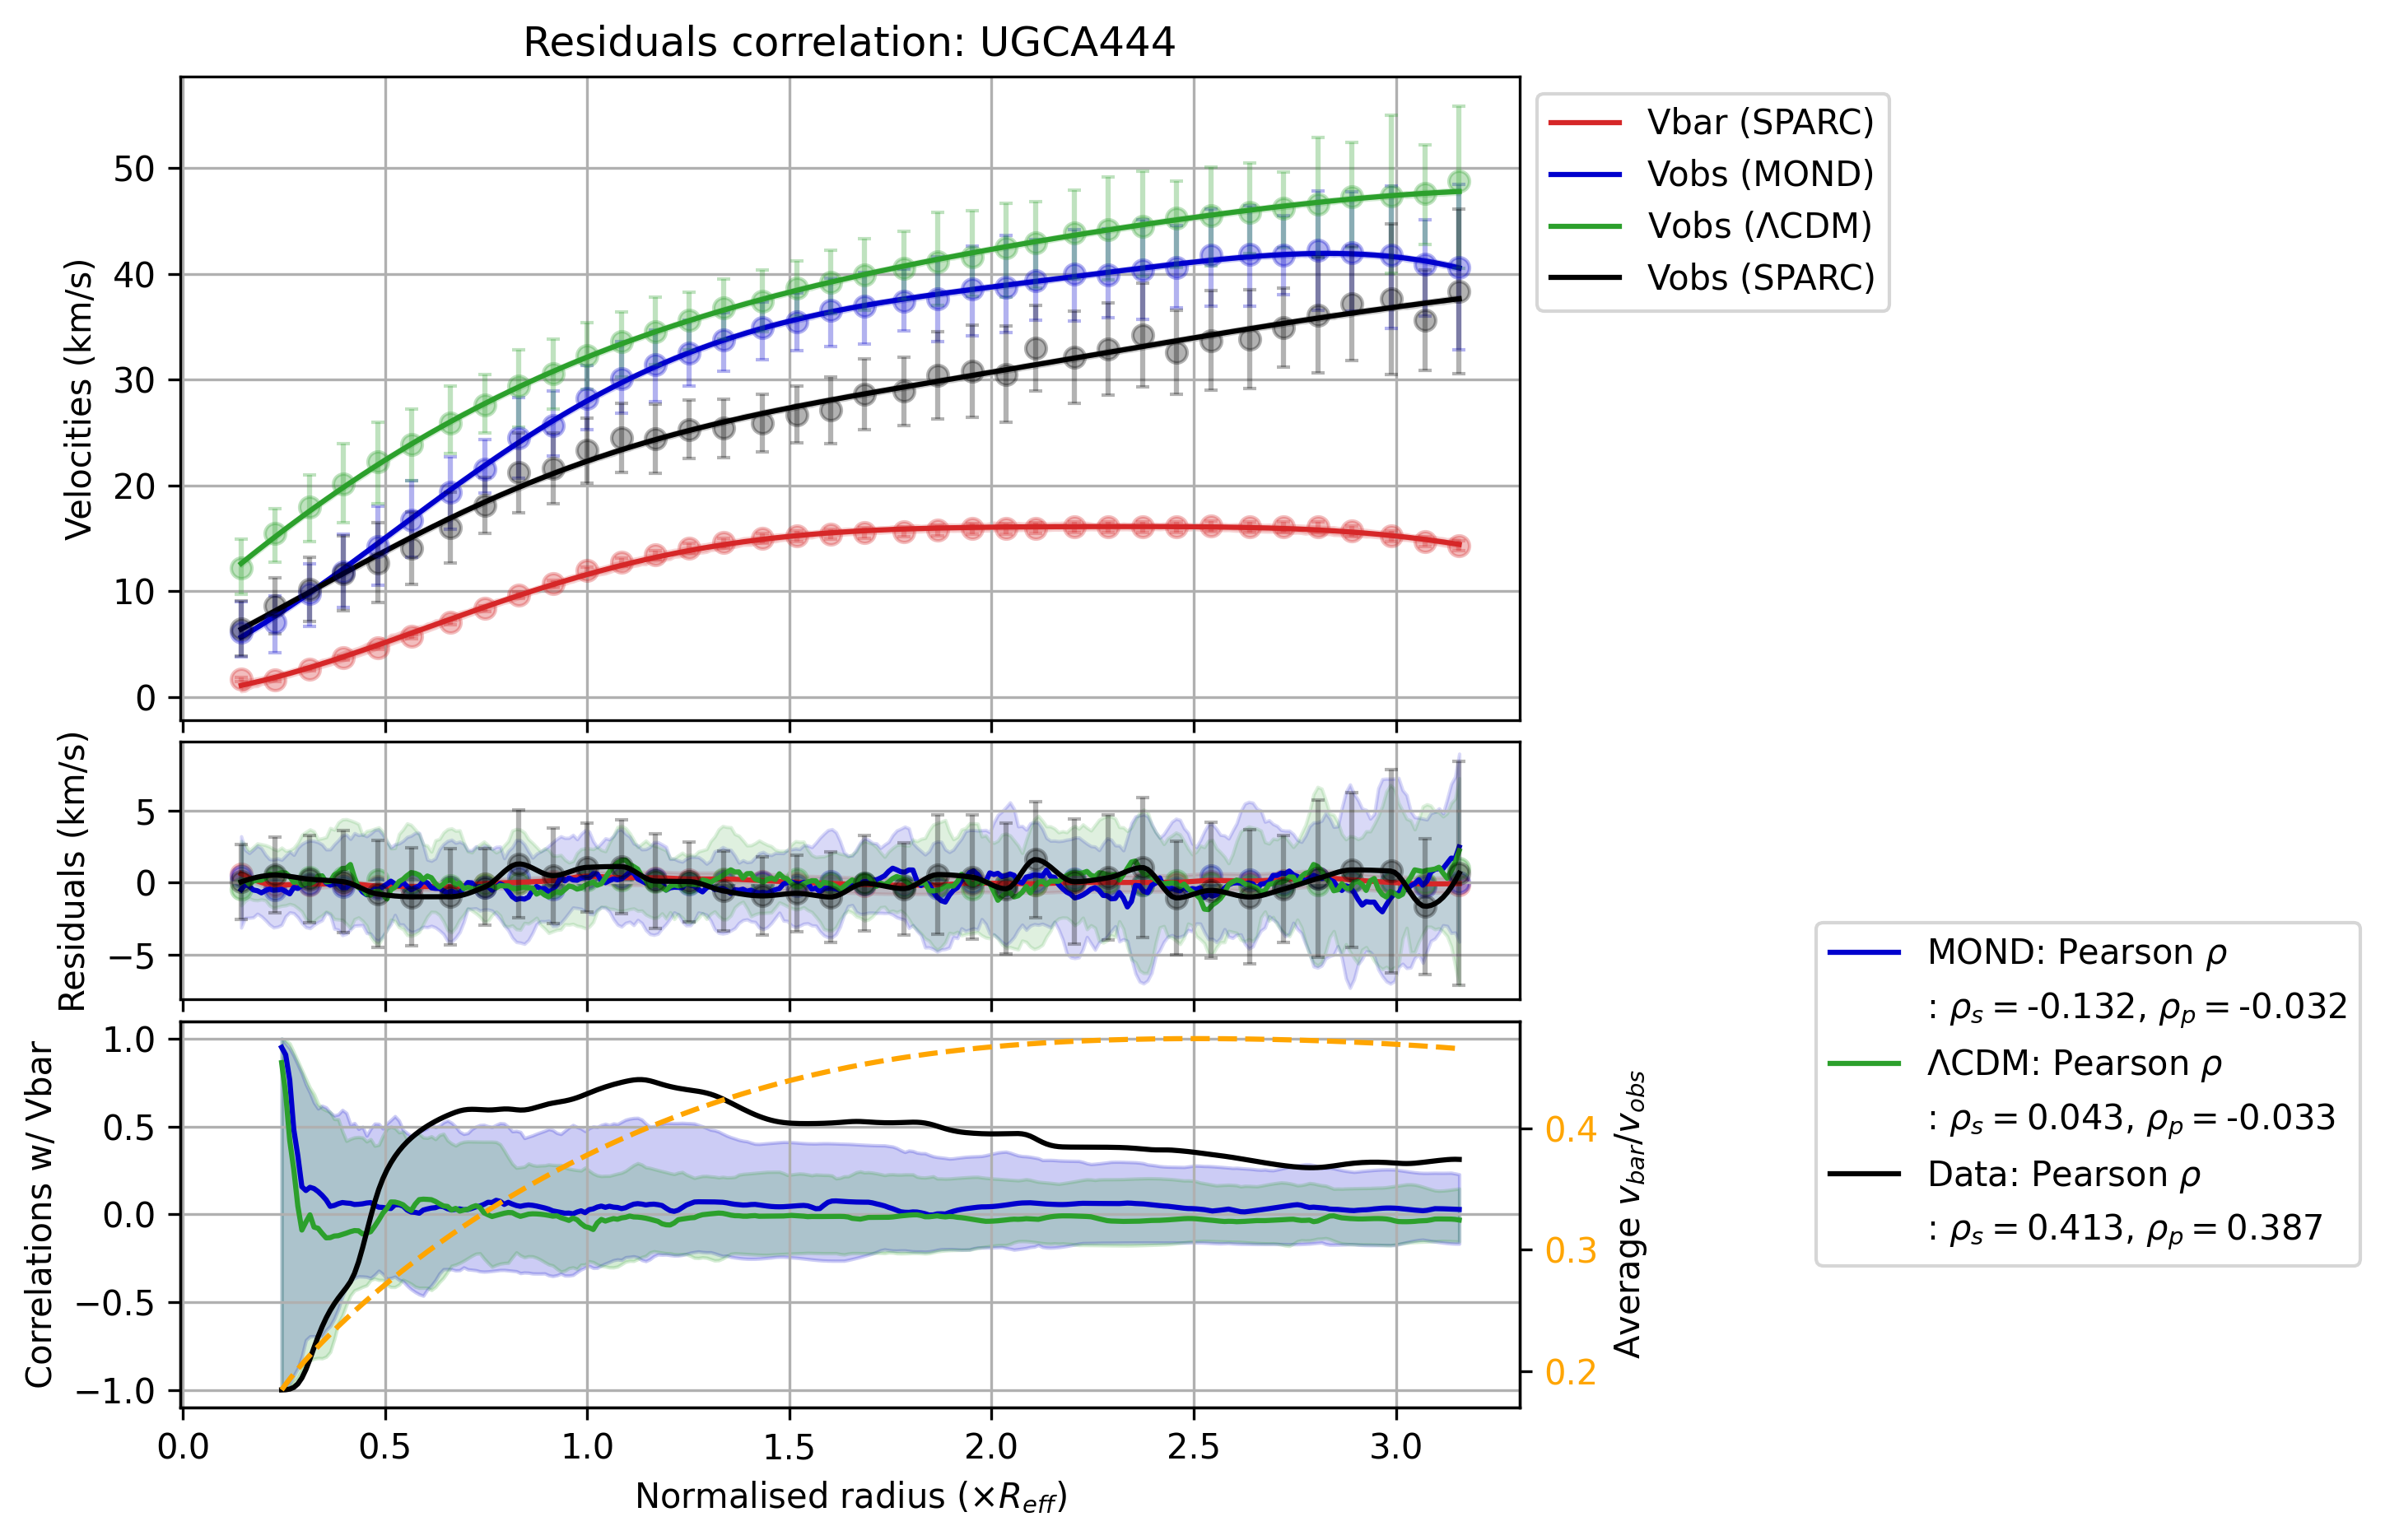 Residuals correlation: UGCA444
Velocities (km/s)
50
40
30
20
10
0
Vbar (SPARC)
Vobs (MOND)
Vobs (ΛCDM)
Vobs (SPARC)
Residuals (km/s)
5
0
−5
Correlations w/ Vbar
1.0
0.5
0.0
−0.5
−1.0
0.4
0.3
0.2
Average v_bar/v_obs
MOND: Pearson ρ
: ρ_s = -0.132, ρ_p = -0.032
ΛCDM: Pearson ρ
: ρ_s = 0.043, ρ_p = -0.033
Data: Pearson ρ
: ρ_s = 0.413, ρ_p = 0.387
0.0 0.5 1.0 1.5 2.0 2.5 3.0
Normalised radius (×R_eff)